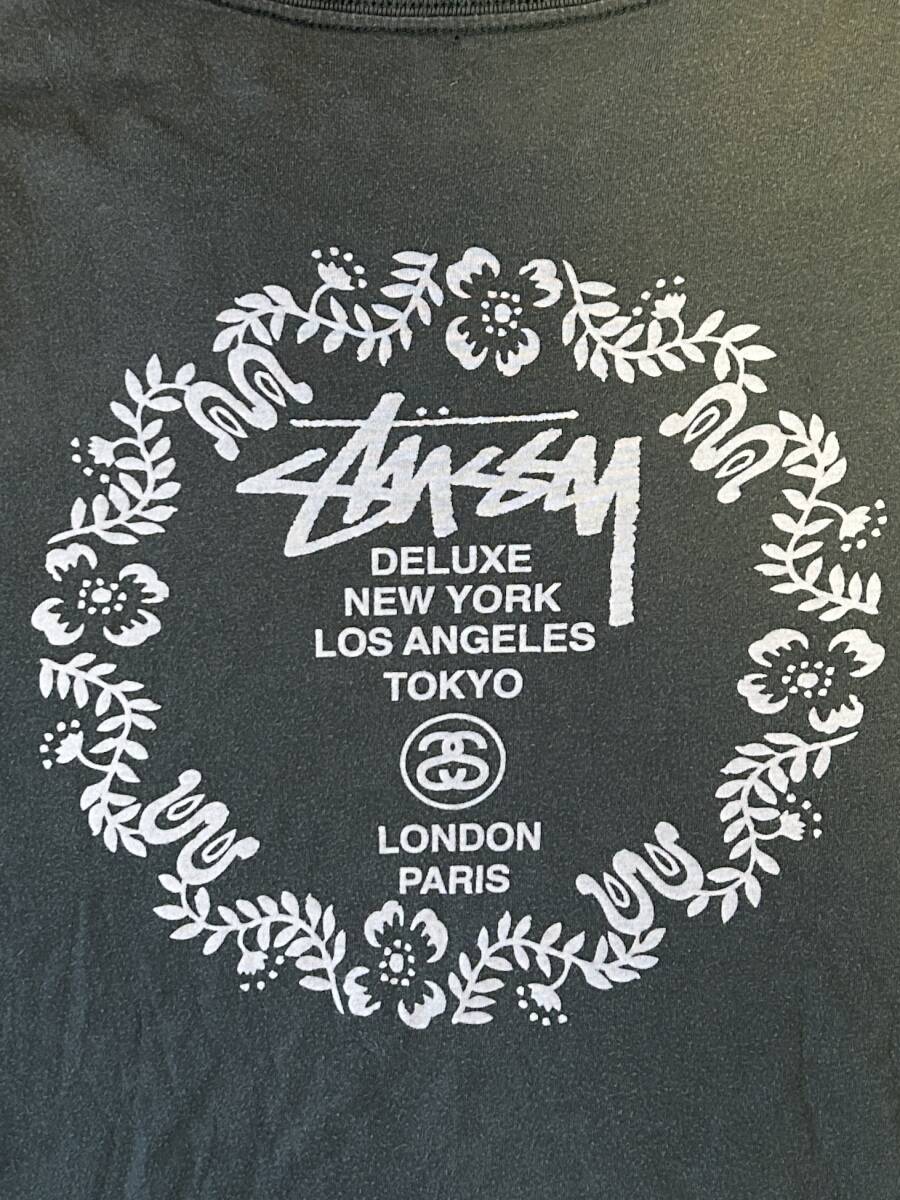 Stüssy
DELUXE
NEW YORK
LOS ANGELES
TOKYO
LONDON
PARIS